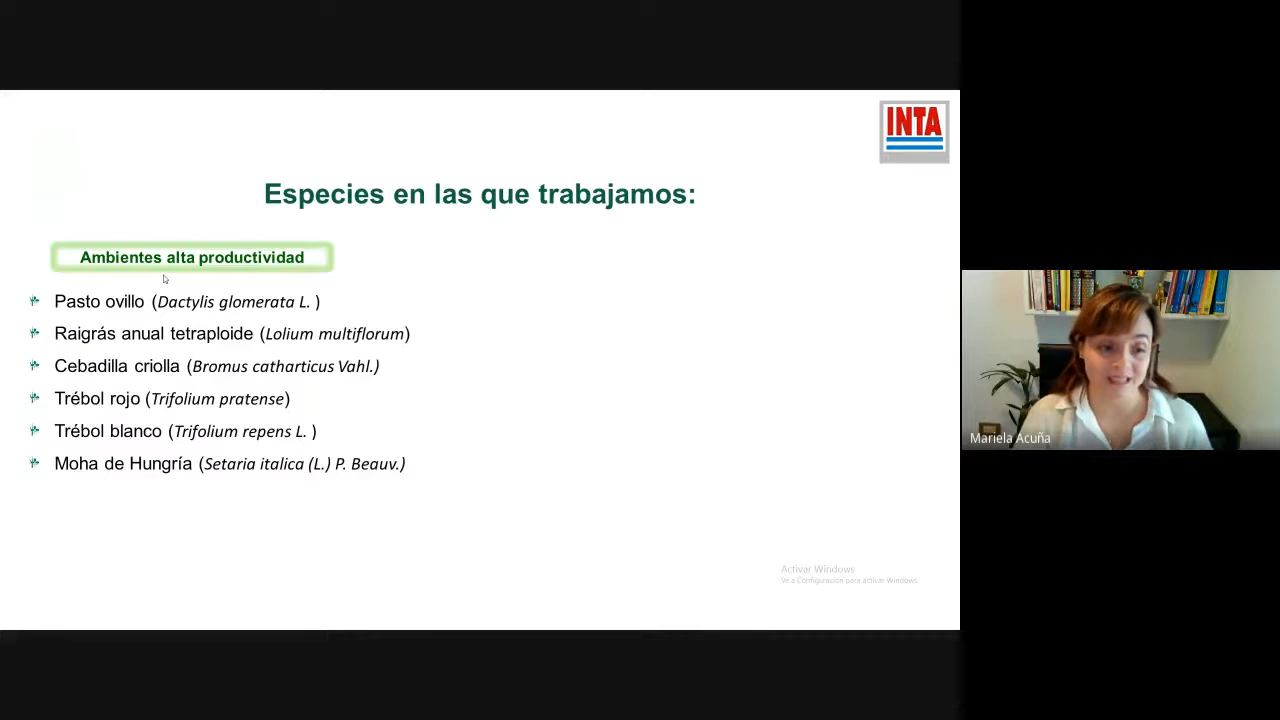 INTA
Especies en las que trabajamos:
Ambientes alta productividad
Pasto ovillo (Dactylis glomerata L. )
Raigrás anual tetraploide (Lolium multiflorum)
Cebadilla criolla (Bromus catharticus Vahl.)
Trébol rojo (Trifolium pratense)
Trébol blanco (Trifolium repens L. )
Moha de Hungría (Setaria italica (L.) P. Beauv.)
Activar Windows
Ve a Configuración para activar Windows.
Mariela Acuña